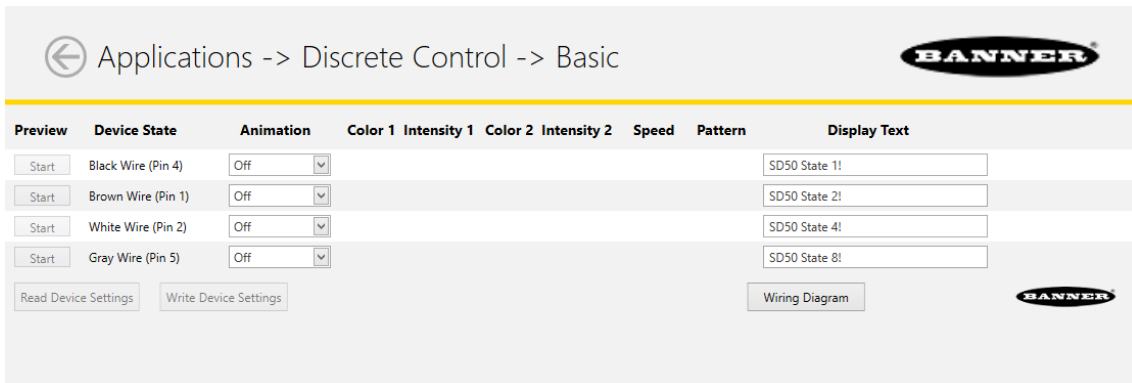 Applications -> Discrete Control -> Basic
BANNER
Preview Device State Animation Color 1 Intensity 1 Color 2 Intensity 2 Speed Pattern Display Text
Start Black Wire (Pin 4) Off SD50 State 1!
Start Brown Wire (Pin 1) Off SD50 State 2!
Start White Wire (Pin 2) Off SD50 State 4!
Start Gray Wire (Pin 5) Off SD50 State 8!
Read Device Settings Write Device Settings Wiring Diagram BANNER